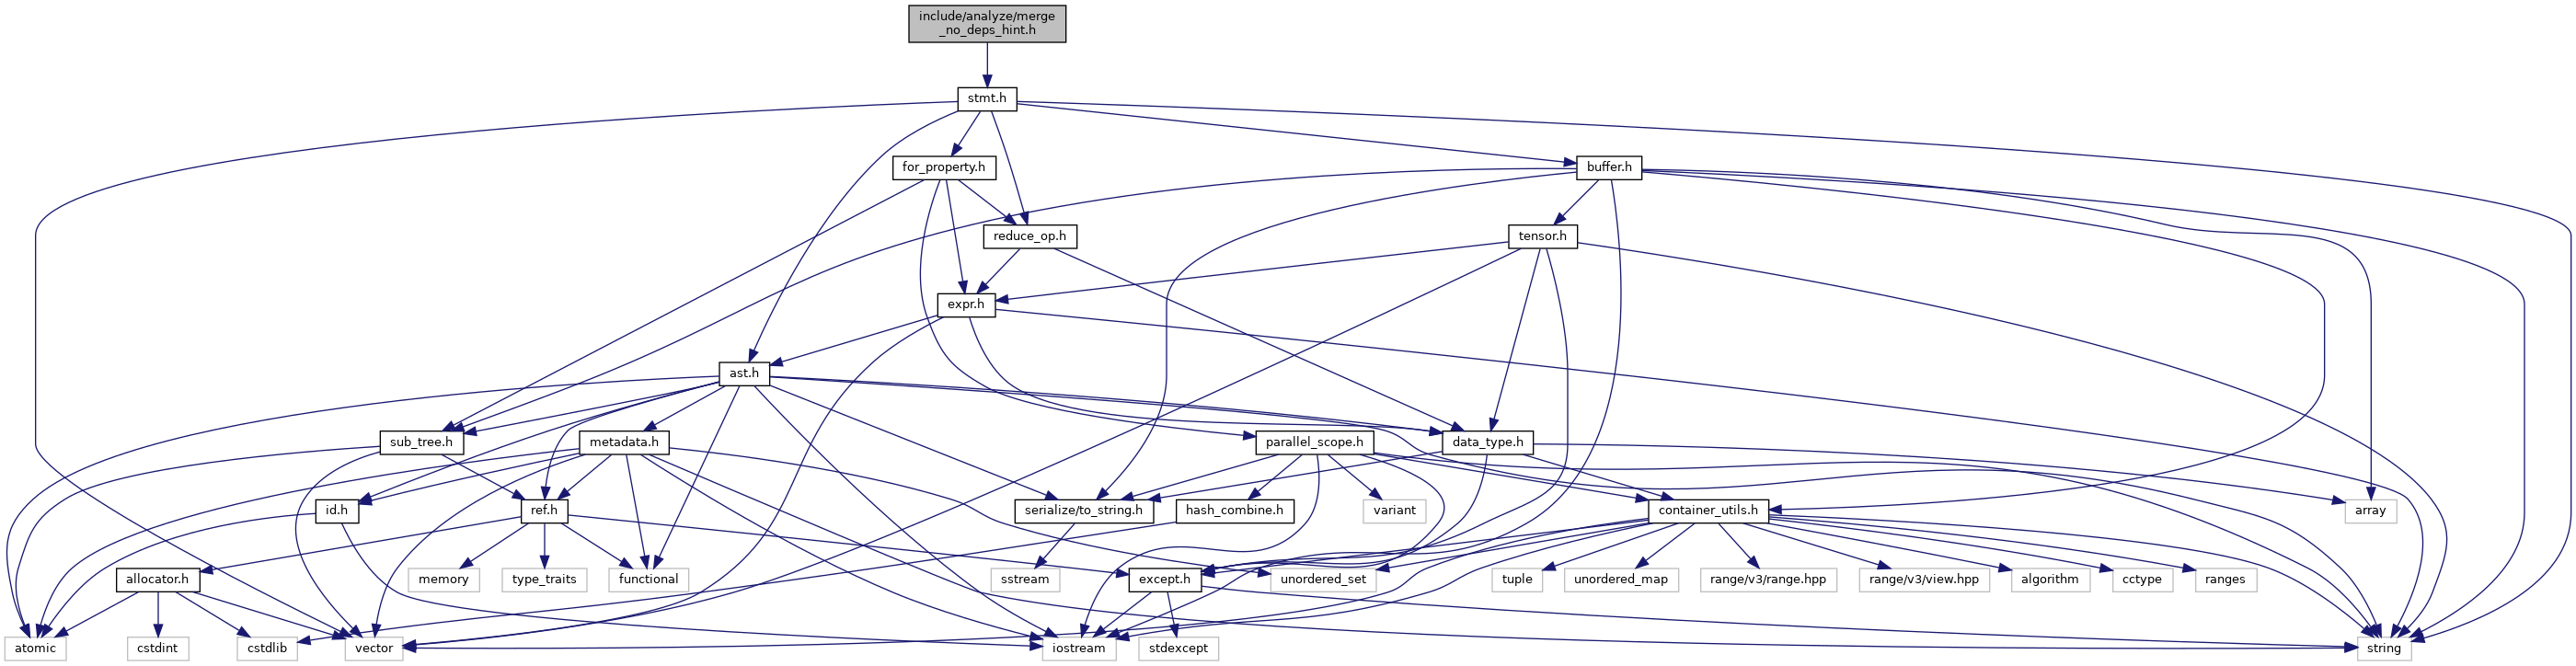 include/analyze/merge
_no_deps_hint.h
stmt.h
for_property.h
buffer.h
reduce_op.h
tensor.h
expr.h
ast.h
sub_tree.h
metadata.h
parallel_scope.h
data_type.h
id.h
ref.h
serialize/to_string.h
hash_combine.h
variant
container_utils.h
array
allocator.h
memory
type_traits
functional
sstream
except.h
unordered_set
tuple
unordered_map
range/v3/range.hpp
range/v3/view.hpp
algorithm
cctype
ranges
atomic
cstdint
cstdlib
vector
iostream
stdexcept
string